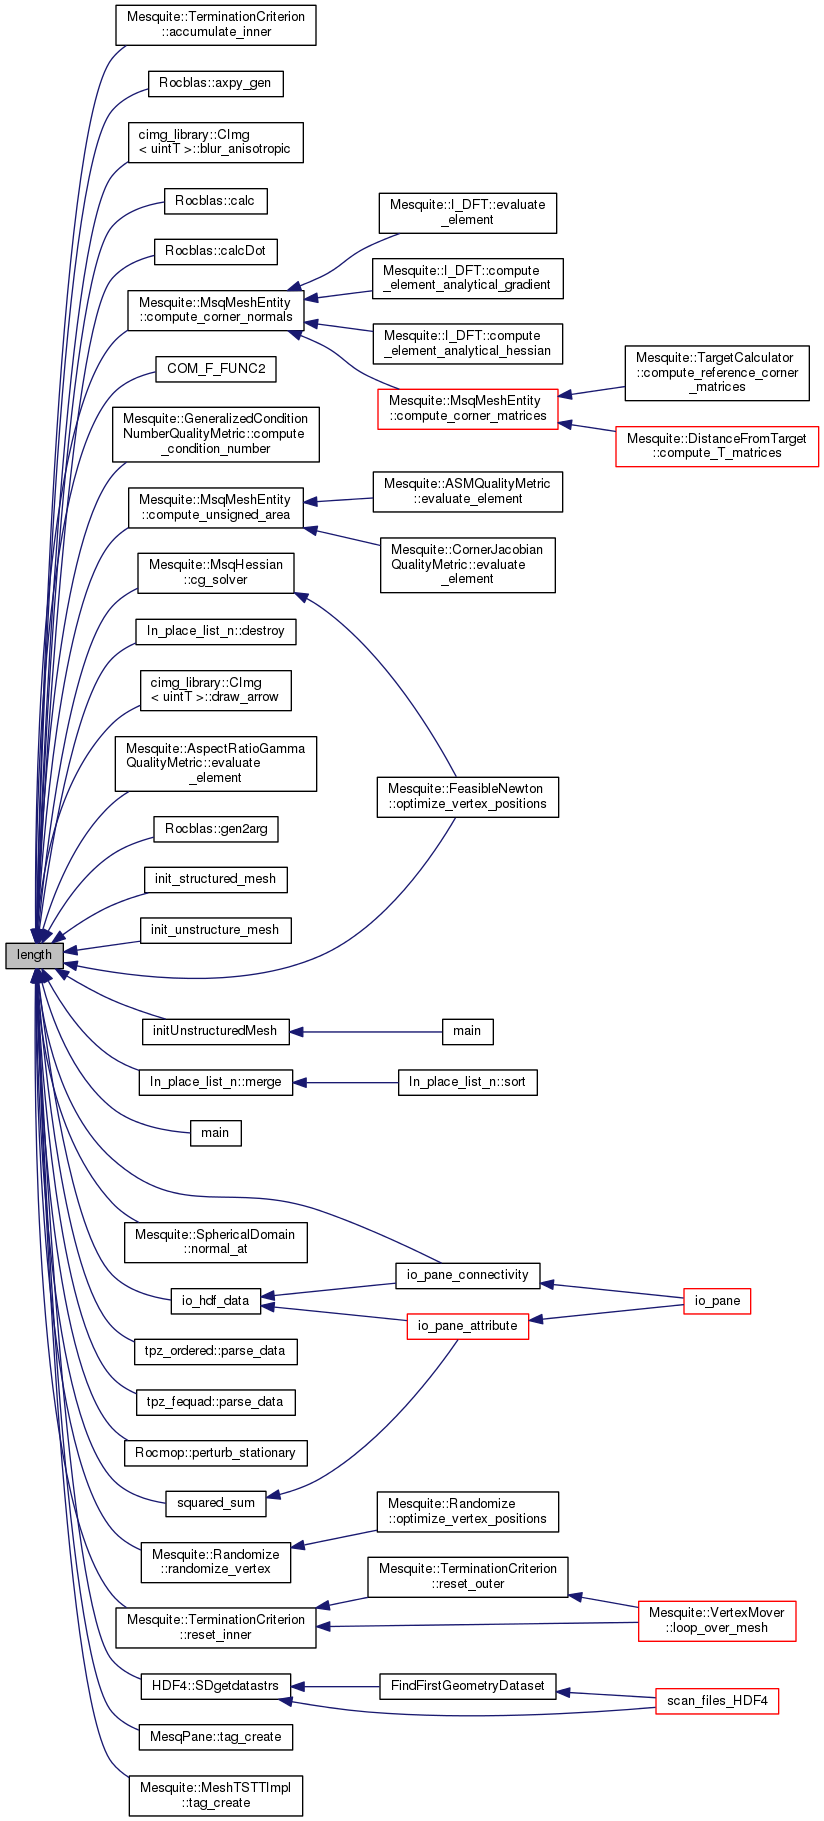 Mesquite::TerminationCriterion
::accumulate_inner
Rocblas::axpy_gen
cimg_library::CImg
< uintT >::blur_anisotropic
Rocblas::calc
Mesquite::I_DFT::evaluate
_element
Rocblas::calcDot
Mesquite::I_DFT::compute
_element_analytical_gradient
Mesquite::MsqMeshEntity
::compute_corner_normals
Mesquite::I_DFT::compute
_element_analytical_hessian
COM_F_FUNC2
Mesquite::TargetCalculator
::compute_reference_corner
_matrices
Mesquite::MsqMeshEntity
::compute_corner_matrices
Mesquite::GeneralizedCondition
NumberQualityMetric::compute
_condition_number
Mesquite::DistanceFromTarget
::compute_T_matrices
Mesquite::MsqMeshEntity
::compute_unsigned_area
Mesquite::ASMQualityMetric
::evaluate_element
Mesquite::CornerJacobian
QualityMetric::evaluate
_element
Mesquite::MsqHessian
::cg_solver
In_place_list_n::destroy
cimg_library::CImg
< uintT >::draw_arrow
Mesquite::AspectRatioGamma
QualityMetric::evaluate
_element
Mesquite::FeasibleNewton
::optimize_vertex_positions
Rocblas::gen2arg
init_structured_mesh
init_unstructure_mesh
length
initUnstructuredMesh
main
In_place_list_n::merge
In_place_list_n::sort
main
Mesquite::SphericalDomain
::normal_at
io_pane_connectivity
io_hdf_data
io_pane
io_pane_attribute
tpz_ordered::parse_data
tpz_fequad::parse_data
Rocmop::perturb_stationary
squared_sum
Mesquite::Randomize
::optimize_vertex_positions
Mesquite::Randomize
::randomize_vertex
Mesquite::TerminationCriterion
::reset_outer
Mesquite::TerminationCriterion
::reset_inner
Mesquite::VertexMover
::loop_over_mesh
HDF4::SDgetdatastrs
FindFirstGeometryDataset
scan_files_HDF4
MesqPane::tag_create
Mesquite::MeshTSTTImpl
::tag_create